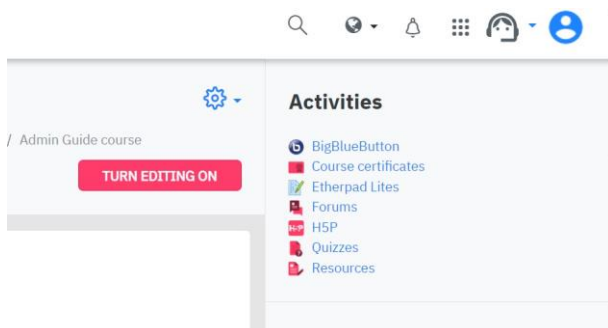 Activities
/ Admin Guide course
TURN EDITING ON
BigBlueButton
Course certificates
Etherpad Lites
Forums
H5P
H-P
Quizzes
Resources